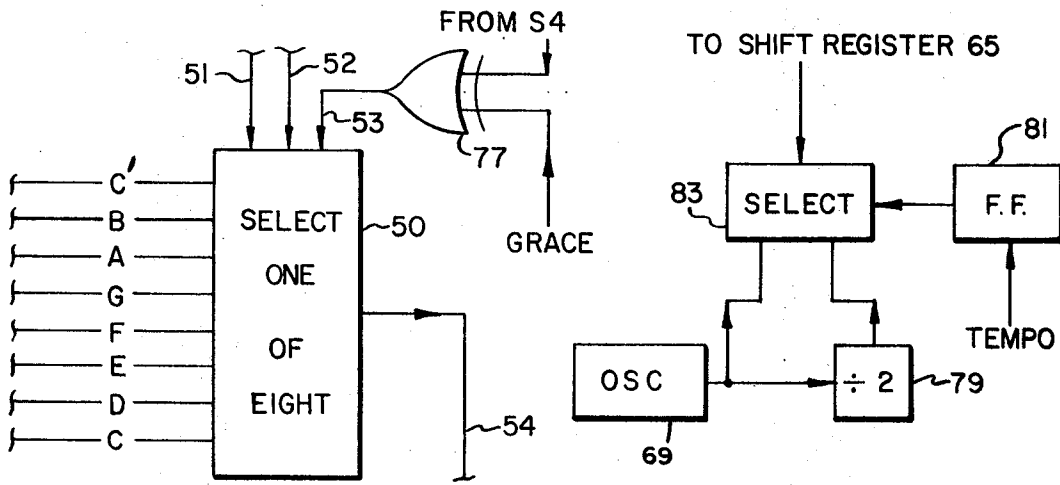 FROM S4
51
52
53
77
GRACE
C'
B
A
G
F
E
D
C
SELECT
ONE
OF
EIGHT
50
54
TO SHIFT REGISTER 65
81
83
SELECT
F.F.
TEMPO
OSC
÷ 2
79
69